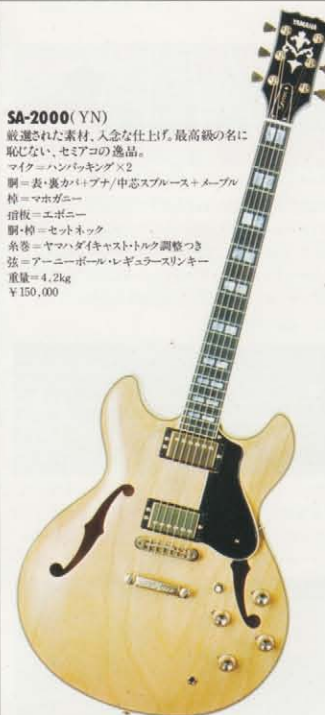 YAMAHA
SA-2000(YN)
厳選された素材、入念な仕上げ。最高級の名に
恥じない、セミアコの逸品。
マイク=ハンバッキング×2
胴=表・裏カバ+ブナ/中芯スプルース+メープル
棹=マホガニー
指板=エボニー
胴・棹=セットネック
糸巻=ヤマハダイキャスト・トルク調整つき
弦=アーニーボール・レギュラースリンキー
重量=4.2kg
¥150,000